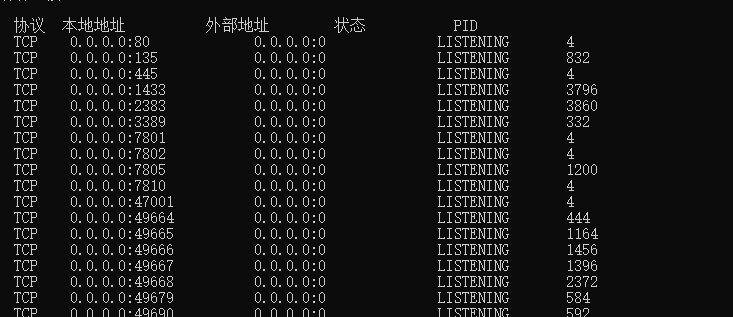 协议 本地地址 外部地址 状态 PID
TCP 0.0.0.0:80 0.0.0.0:0 LISTENING 4
TCP 0.0.0.0:135 0.0.0.0:0 LISTENING 832
TCP 0.0.0.0:445 0.0.0.0:0 LISTENING 4
TCP 0.0.0.0:1433 0.0.0.0:0 LISTENING 3796
TCP 0.0.0.0:2383 0.0.0.0:0 LISTENING 3860
TCP 0.0.0.0:3389 0.0.0.0:0 LISTENING 332
TCP 0.0.0.0:7801 0.0.0.0:0 LISTENING 4
TCP 0.0.0.0:7802 0.0.0.0:0 LISTENING 4
TCP 0.0.0.0:7805 0.0.0.0:0 LISTENING 1200
TCP 0.0.0.0:7810 0.0.0.0:0 LISTENING 4
TCP 0.0.0.0:47001 0.0.0.0:0 LISTENING 4
TCP 0.0.0.0:49664 0.0.0.0:0 LISTENING 444
TCP 0.0.0.0:49665 0.0.0.0:0 LISTENING 1164
TCP 0.0.0.0:49666 0.0.0.0:0 LISTENING 1456
TCP 0.0.0.0:49667 0.0.0.0:0 LISTENING 1396
TCP 0.0.0.0:49668 0.0.0.0:0 LISTENING 2372
TCP 0.0.0.0:49679 0.0.0.0:0 LISTENING 584
TCP 0.0.0.0:49690 0.0.0.0:0 LISTENING 592